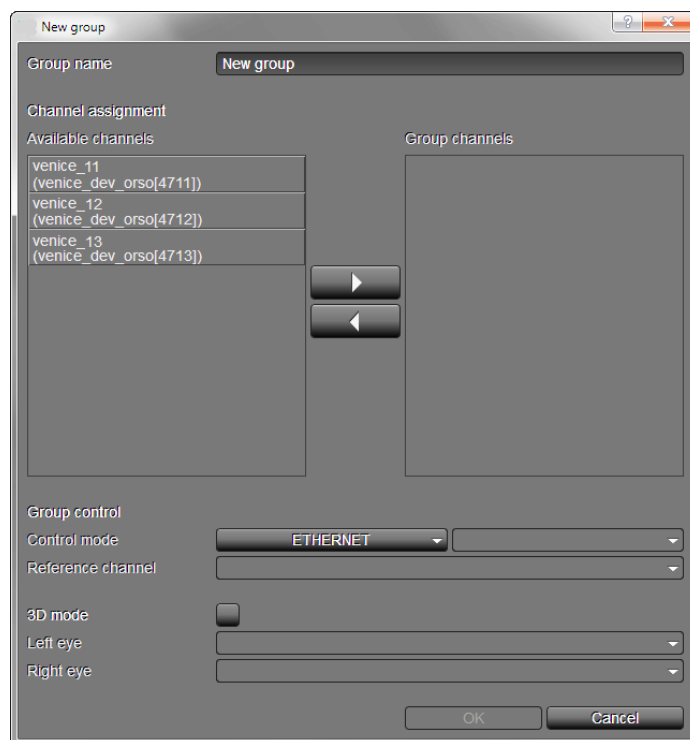 New group
?
X
Group name
New group
Channel assignment
Available channels
Group channels
venice_11
(venice_dev_orso[4711])
venice_12
(venice_dev_orso[4712])
venice_13
(venice_dev_orso[4713])
Group control
Control mode
ETHERNET
Reference channel
3D mode
Left eye
Right eye
OK
Cancel